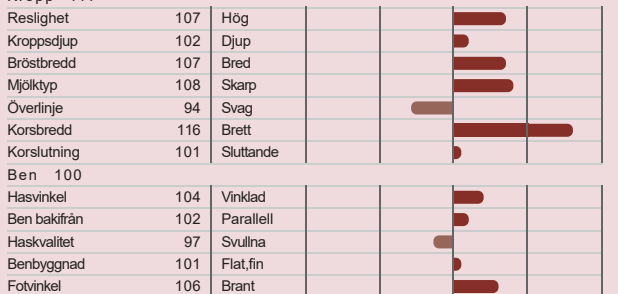 Reslighet 107 Hög
Kroppsdjup 102 Djup
Bröstbredd 107 Bred
Mjölktyp 108 Skarp
Överlinje 94 Svag
Korsbredd 116 Brett
Korslutning 101 Sluttande
Ben 100
Hasvinkel 104 Vinklad
Ben bakifrån 102 Parallell
Haskvalitet 97 Svullna
Benbyggnad 101 Flat,fin
Fotvinkel 106 Brant